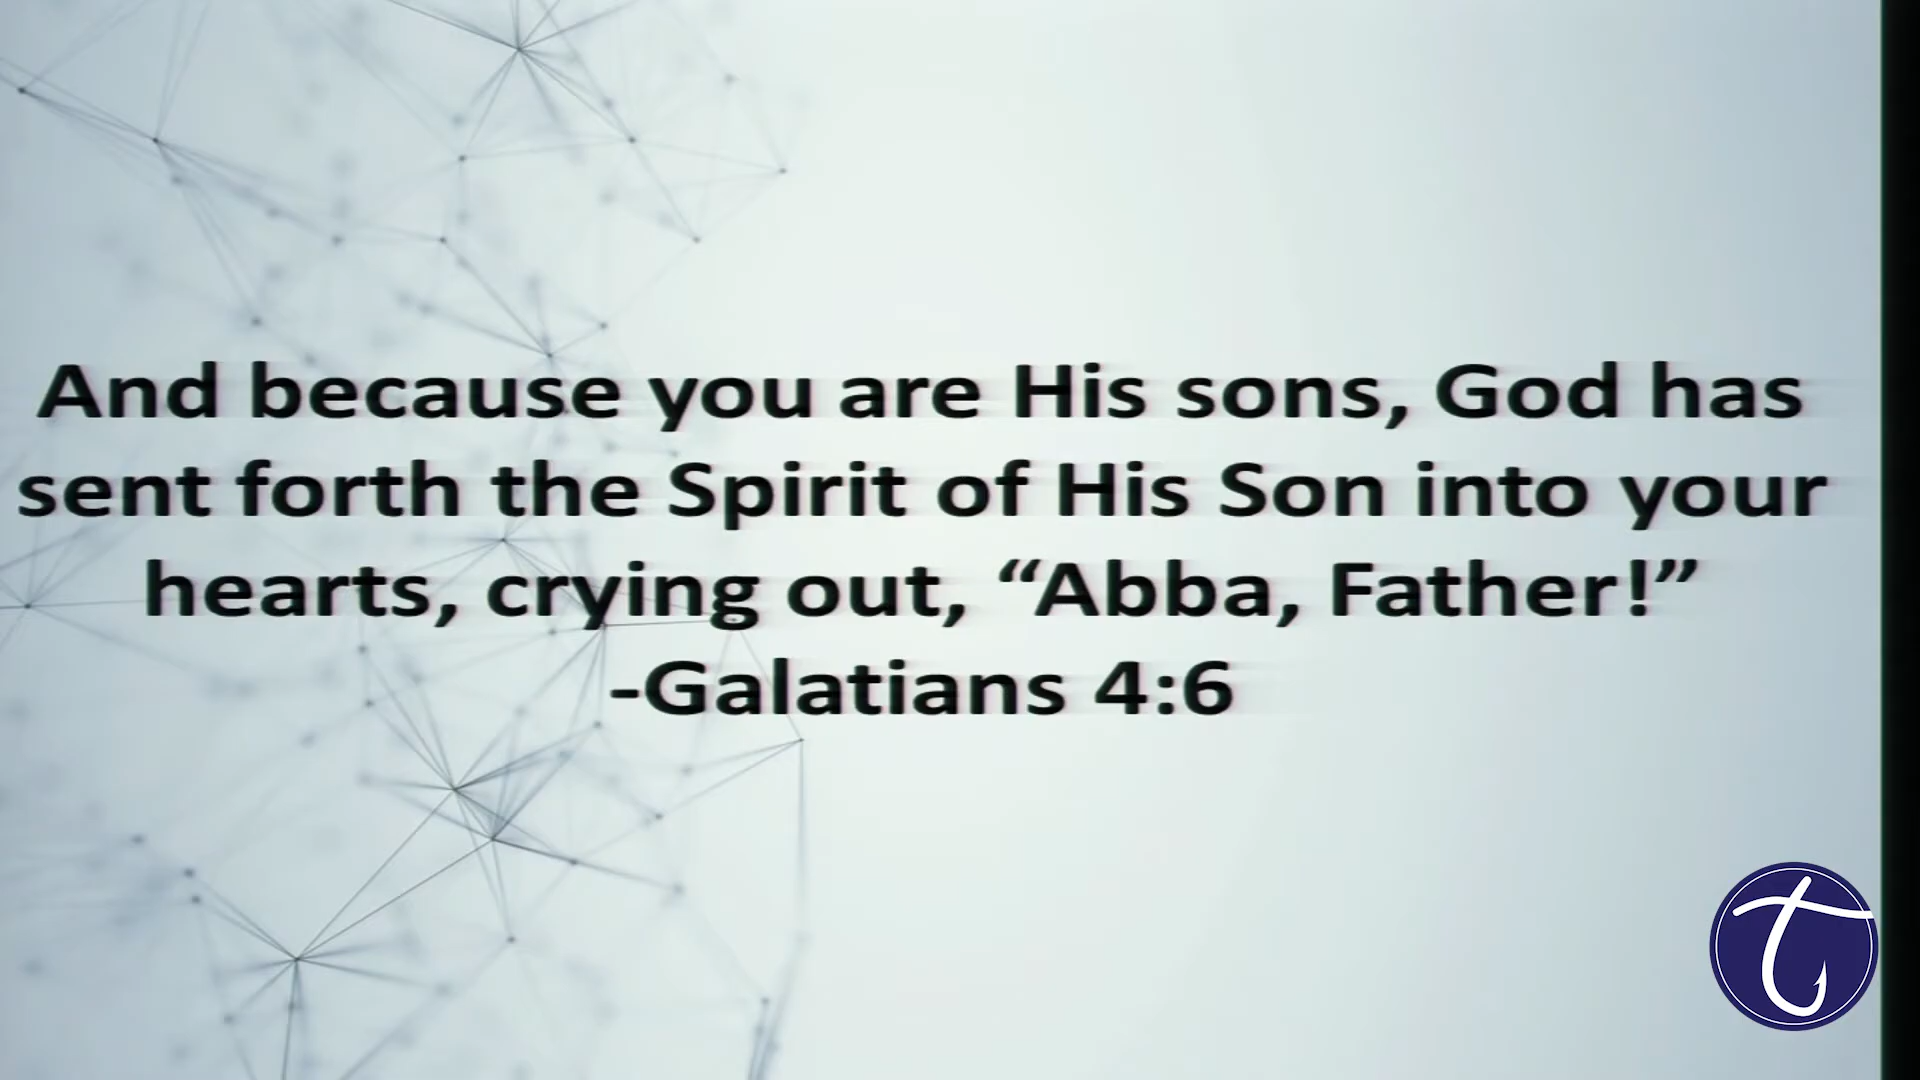 And because you are His sons, God has
sent forth the Spirit of His Son into your
hearts, crying out, “Abba, Father!”
-Galatians 4:6